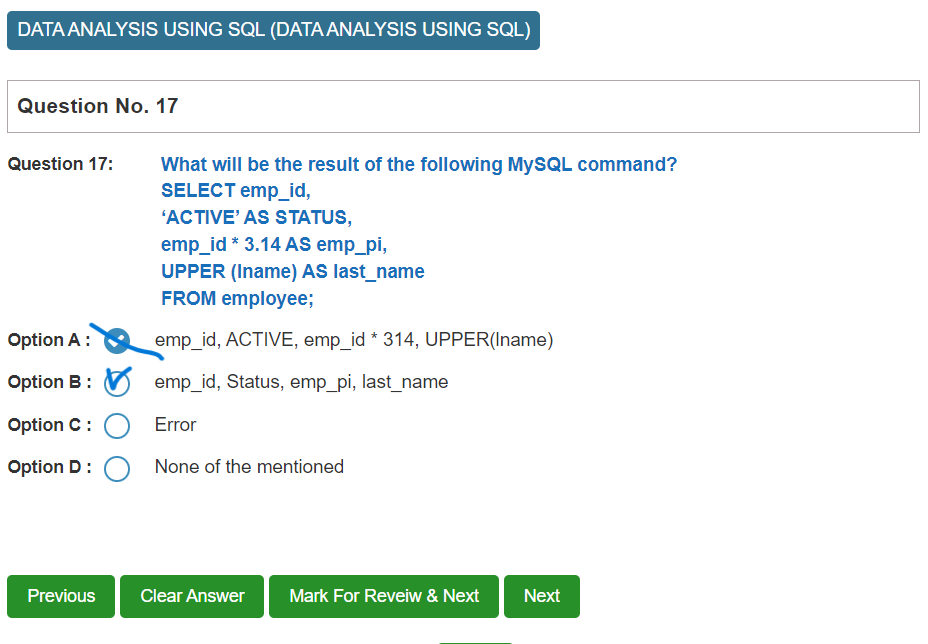 DATA ANALYSIS USING SQL (DATA ANALYSIS USING SQL)
Question No. 17
Question 17: What will be the result of the following MySQL command?
SELECT emp_id,
‘ACTIVE’ AS STATUS,
emp_id * 3.14 AS emp_pi,
UPPER (lname) AS last_name
FROM employee;
Option A : emp_id, ACTIVE, emp_id * 314, UPPER(lname)
Option B : emp_id, Status, emp_pi, last_name
Option C : Error
Option D : None of the mentioned
Previous Clear Answer Mark For Reveiw & Next Next